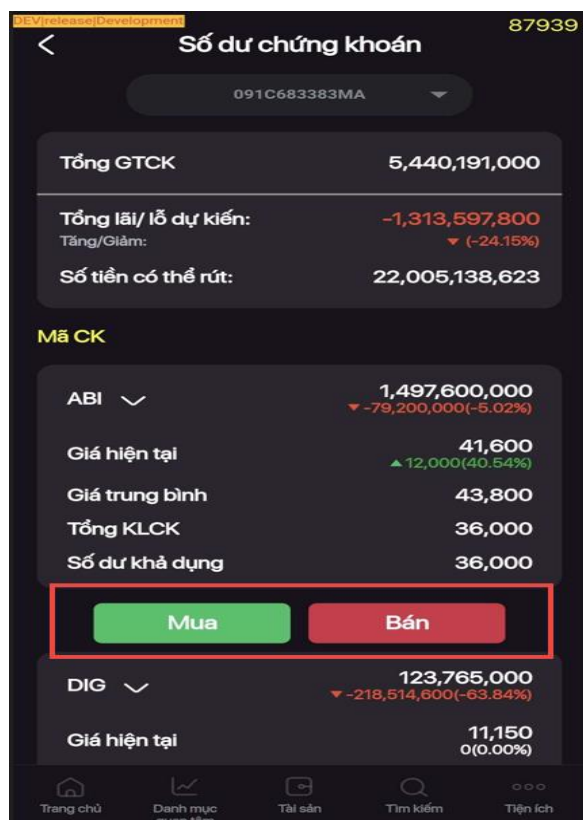 DEV|release|Development
87939
Số dư chứng khoán
091C683383MA
Tổng GTCK 5,440,191,000
Tổng lãi/ lỗ dự kiến: -1,313,597,800
Tăng/Giảm: ▼ (-24.15%)
Số tiền có thể rút: 22,005,138,623
Mã CK
ABI 1,497,600,000
▼-79,200,000(-5.02%)
Giá hiện tại 41,600
▲12,000(40.54%)
Giá trung bình 43,800
Tổng KLCK 36,000
Số dư khả dụng 36,000
Mua Bán
DIG 123,765,000
▼-218,514,600(-63.84%)
Giá hiện tại 11,150
0(0.00%)
Trang chủ Danh mục Tài sản Tìm kiếm Tiện ích